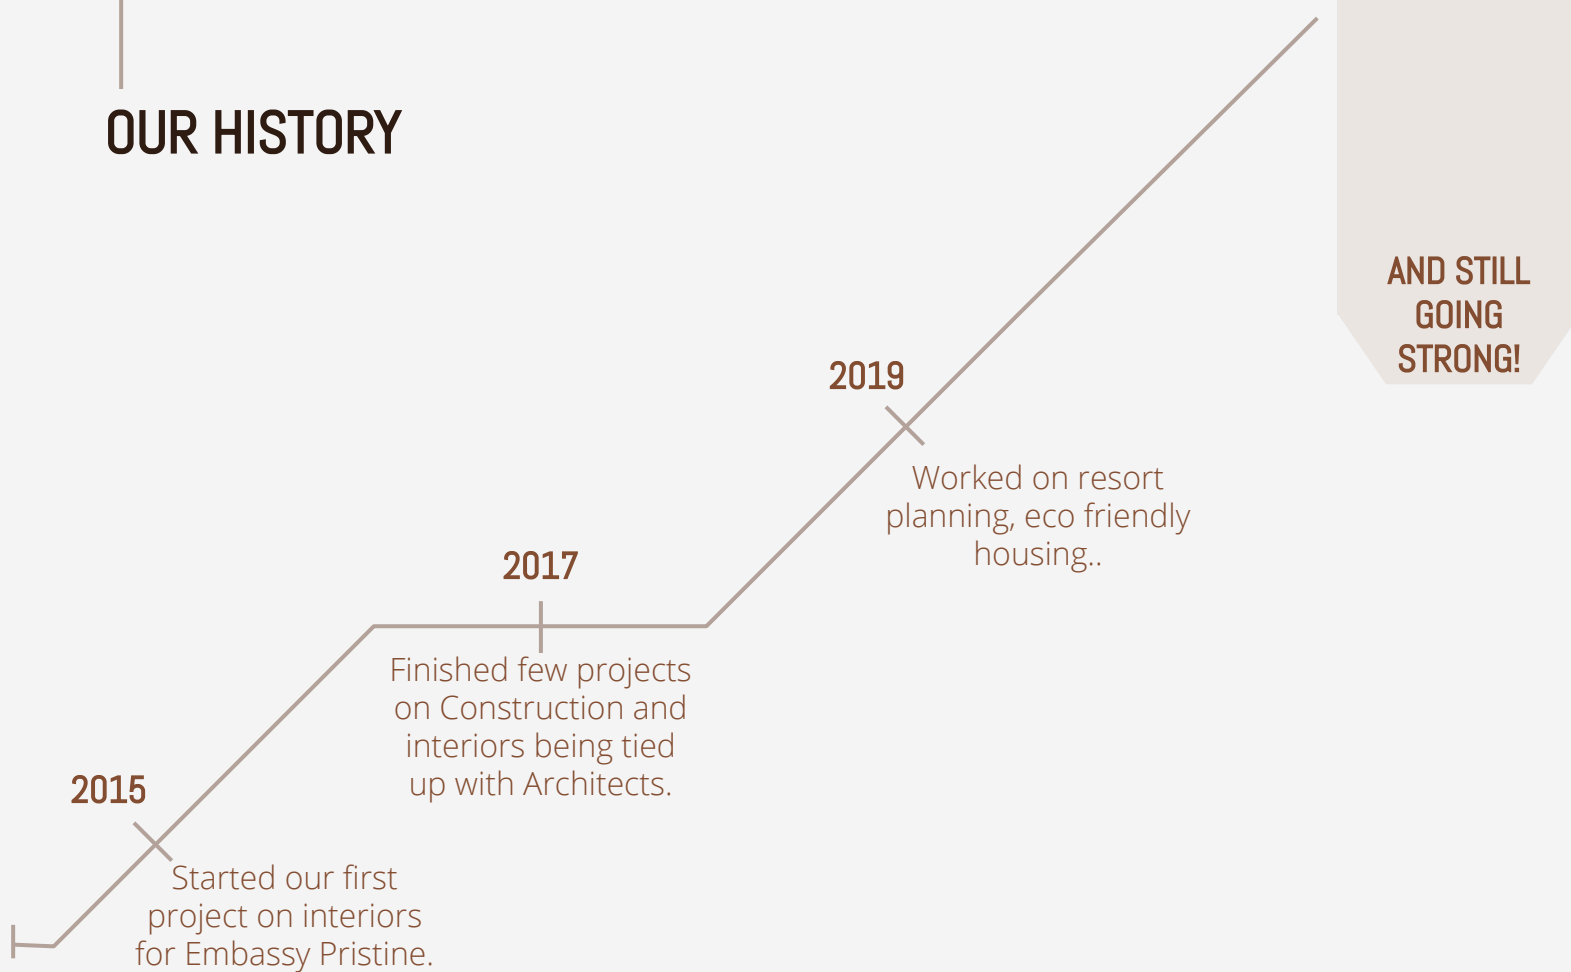 OUR HISTORY
AND STILL
GOING
STRONG!
2019
Worked on resort
planning, eco friendly
housing..
2017
Finished few projects
on Construction and
interiors being tied
up with Architects.
2015
Started our first
project on interiors
for Embassy Pristine.